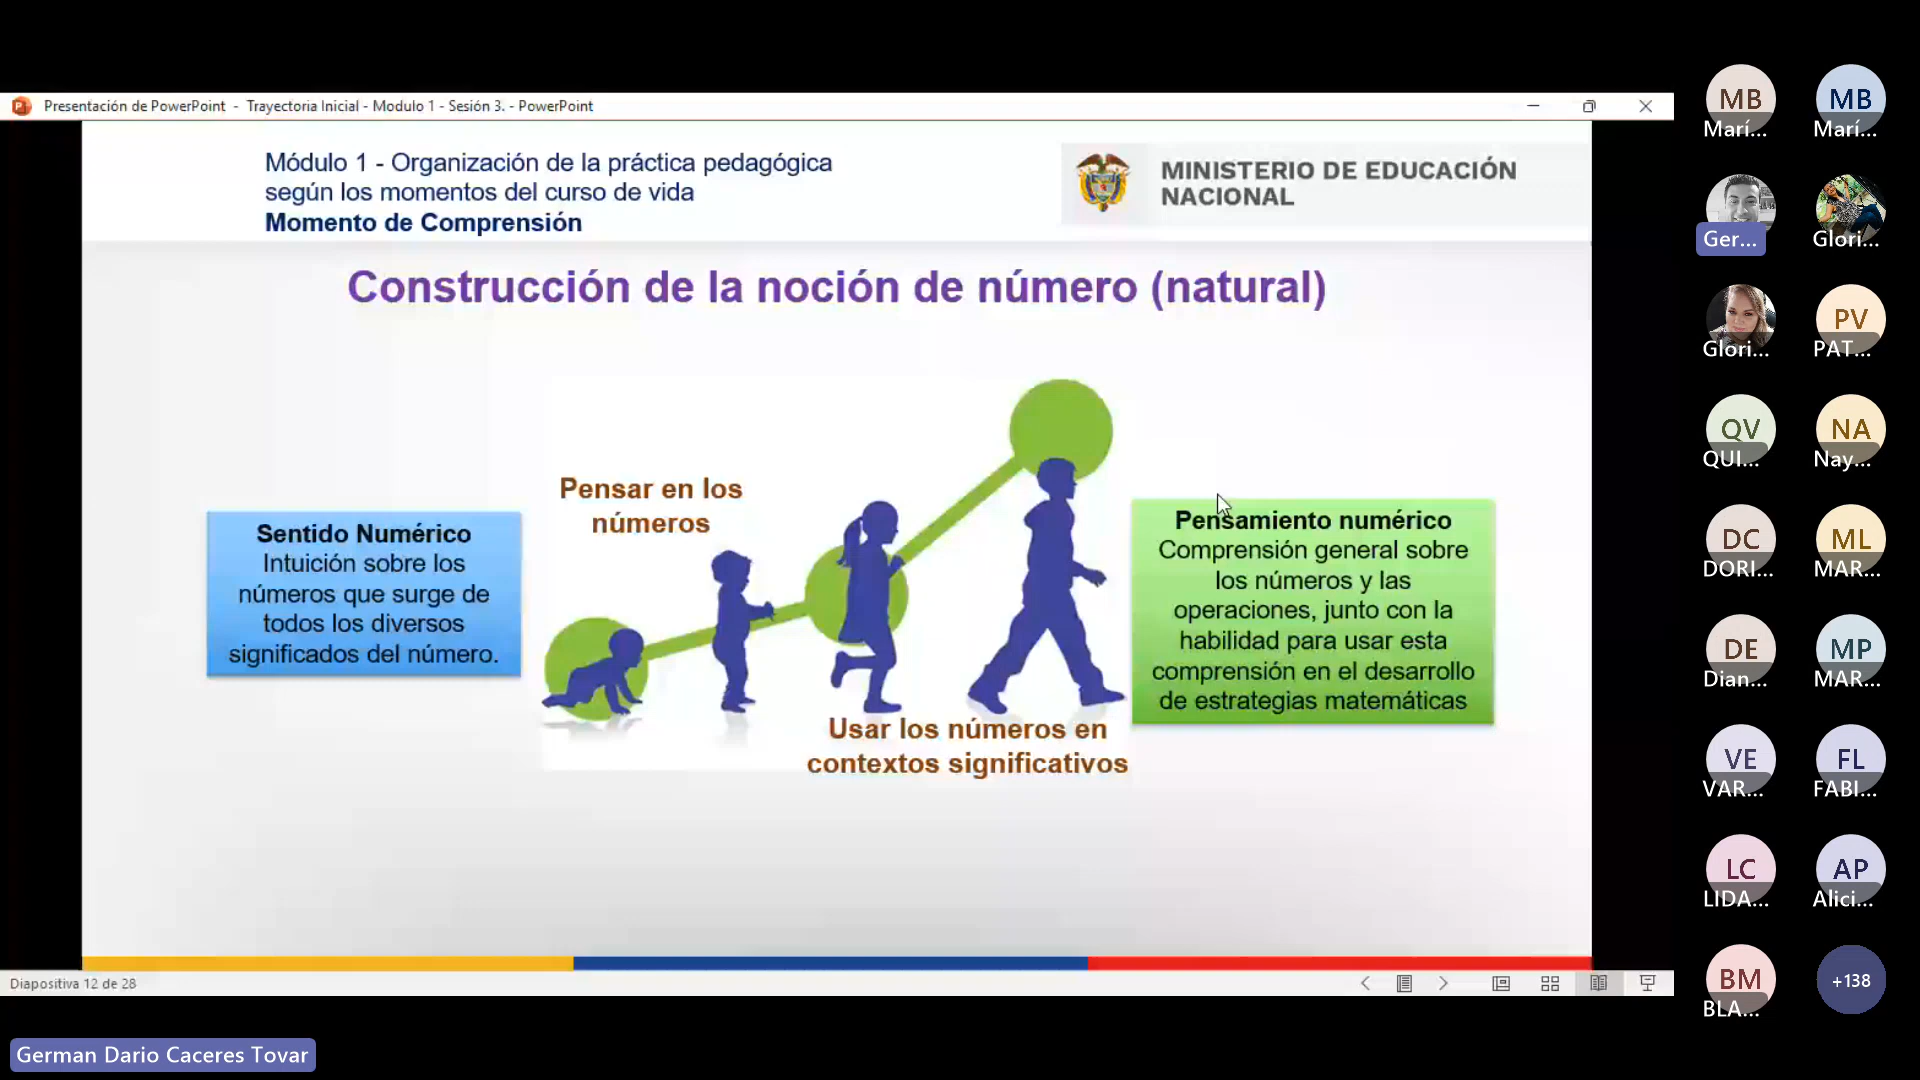 Presentación de PowerPoint - Trayectoria Inicial - Modulo 1 - Sesión 3. - PowerPoint
Módulo 1 - Organización de la práctica pedagógica
según los momentos del curso de vida
Momento de Comprensión
MINISTERIO DE EDUCACIÓN
NACIONAL
Construcción de la noción de número (natural)
Sentido Numérico
Intuición sobre los
números que surge de
todos los diversos
significados del número.
Pensar en los
números
Usar los números en
contextos significativos
Pensamiento numérico
Comprensión general sobre
los números y las
operaciones, junto con la
habilidad para usar esta
comprensión en el desarrollo
de estrategias matemáticas
Diapositiva 12 de 28
German Dario Caceres Tovar
MB
Marí...
MB
Marí...
Ger...
Glori...
Glori...
PV
PAT...
QV
QUI...
NA
Nay...
DC
DORI...
ML
MAR...
DE
Dian...
MP
MAR...
VE
VAR...
FL
FABI...
LC
LIDA...
AP
Alici...
BM
BLA...
+138